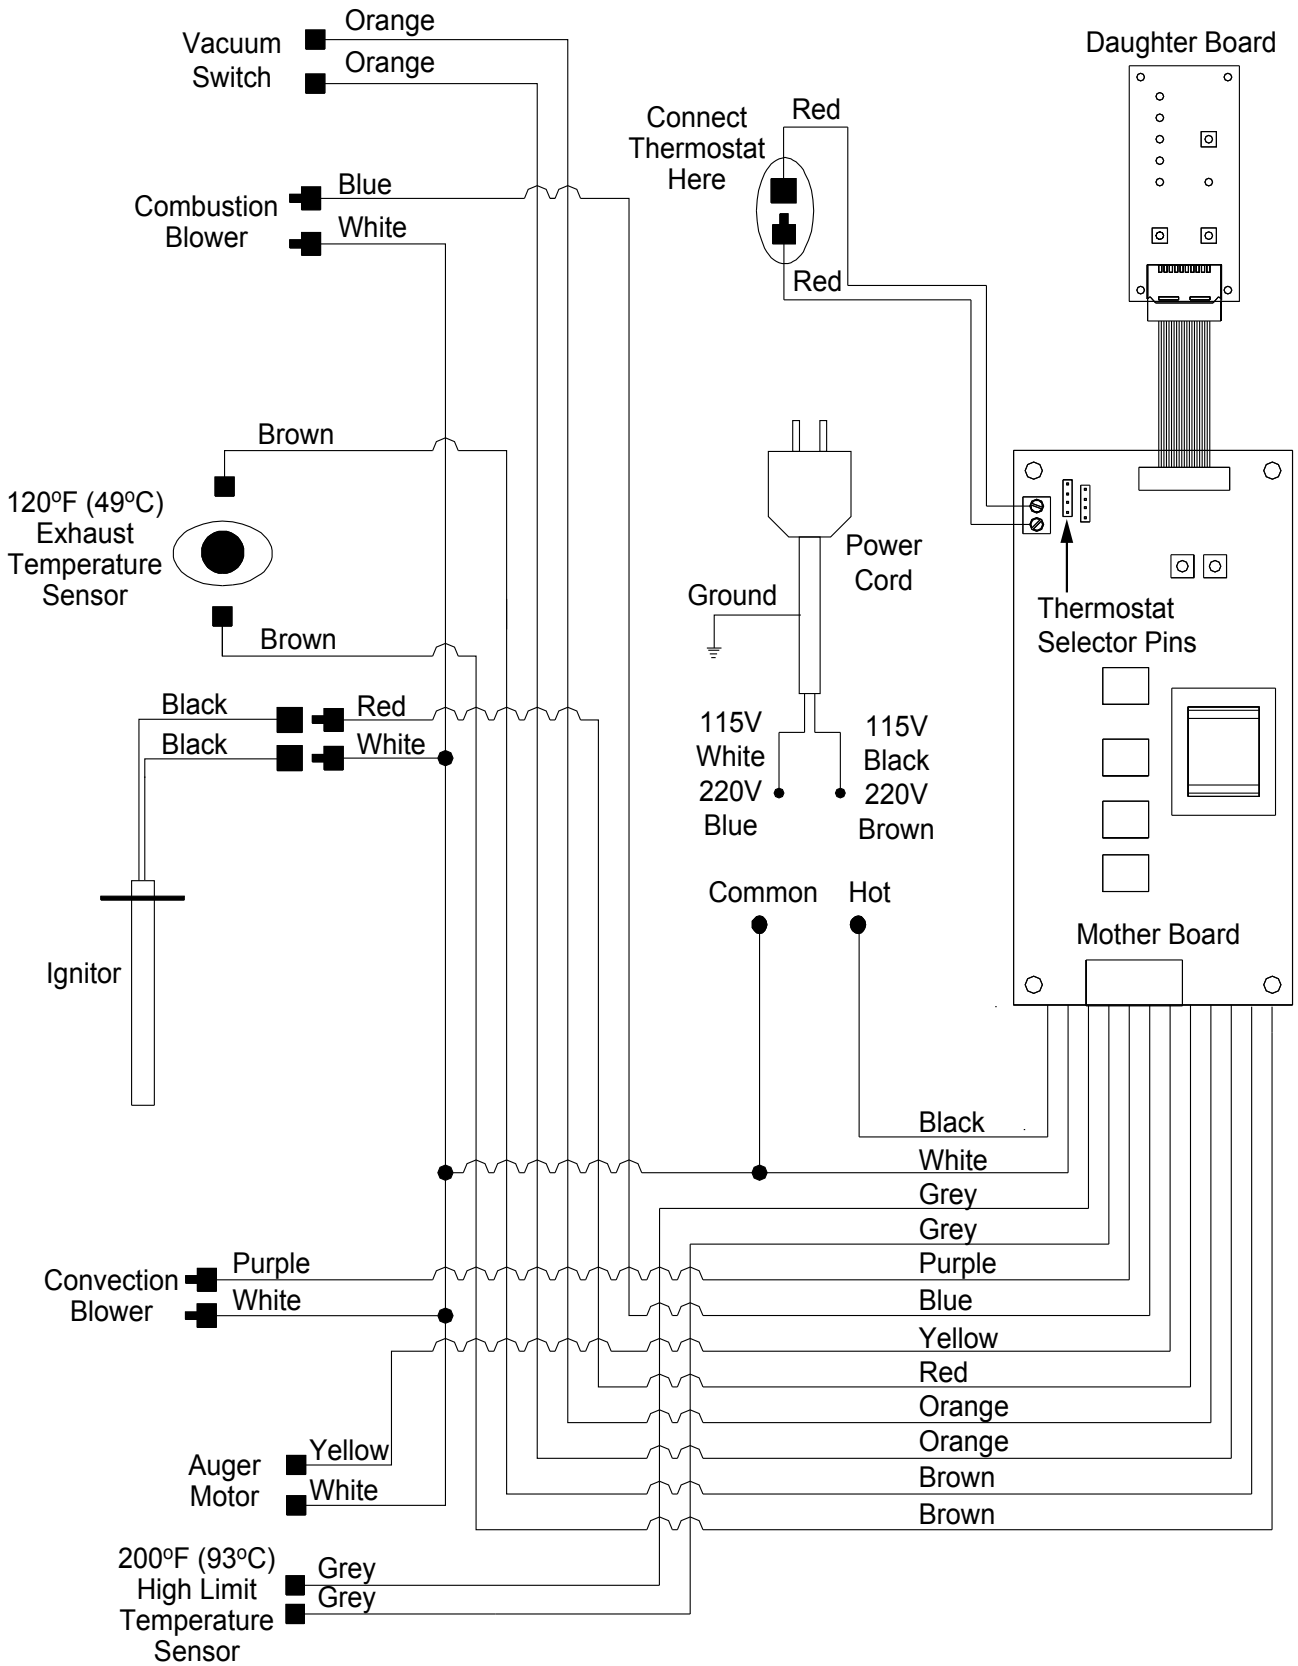 Vacuum
Switch
Orange
Orange
Daughter Board
Connect
Thermostat
Here
Red
Red
Combustion
Blower
Blue
White
Brown
120ºF (49ºC)
Exhaust
Temperature
Sensor
Brown
Power
Cord
Ground
Thermostat
Selector Pins
Black
Red
Black
White
115V
White
220V
Blue
115V
Black
220V
Brown
Common
Hot
Mother Board
Ignitor
Black
White
Grey
Grey
Purple
Blue
Yellow
Red
Orange
Orange
Brown
Brown
Convection
Blower
Purple
White
Auger
Motor
Yellow
White
200ºF (93ºC)
High Limit
Temperature
Sensor
Grey
Grey